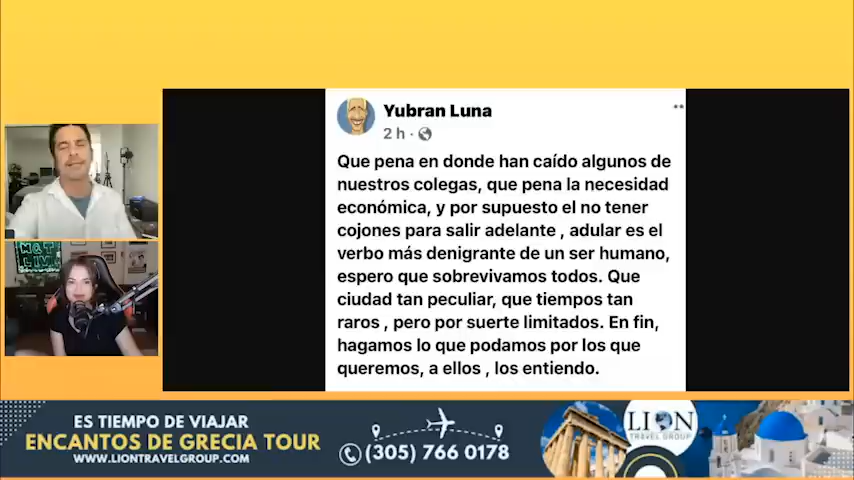 Yubran Luna
2 h ·
Que pena en donde han caído algunos de
nuestros colegas, que pena la necesidad
económica, y por supuesto el no tener
cojones para salir adelante , adular es el
verbo más denigrante de un ser humano,
espero que sobrevivamos todos. Que
ciudad tan peculiar, que tiempos tan
raros , pero por suerte limitados. En fin,
hagamos lo que podamos por los que
queremos, a ellos , los entiendo.
ES TIEMPO DE VIAJAR
ENCANTOS DE GRECIA TOUR
WWW.LIONTRAVELGROUP.COM
(305) 766 0178
LION
TRAVEL GROUP